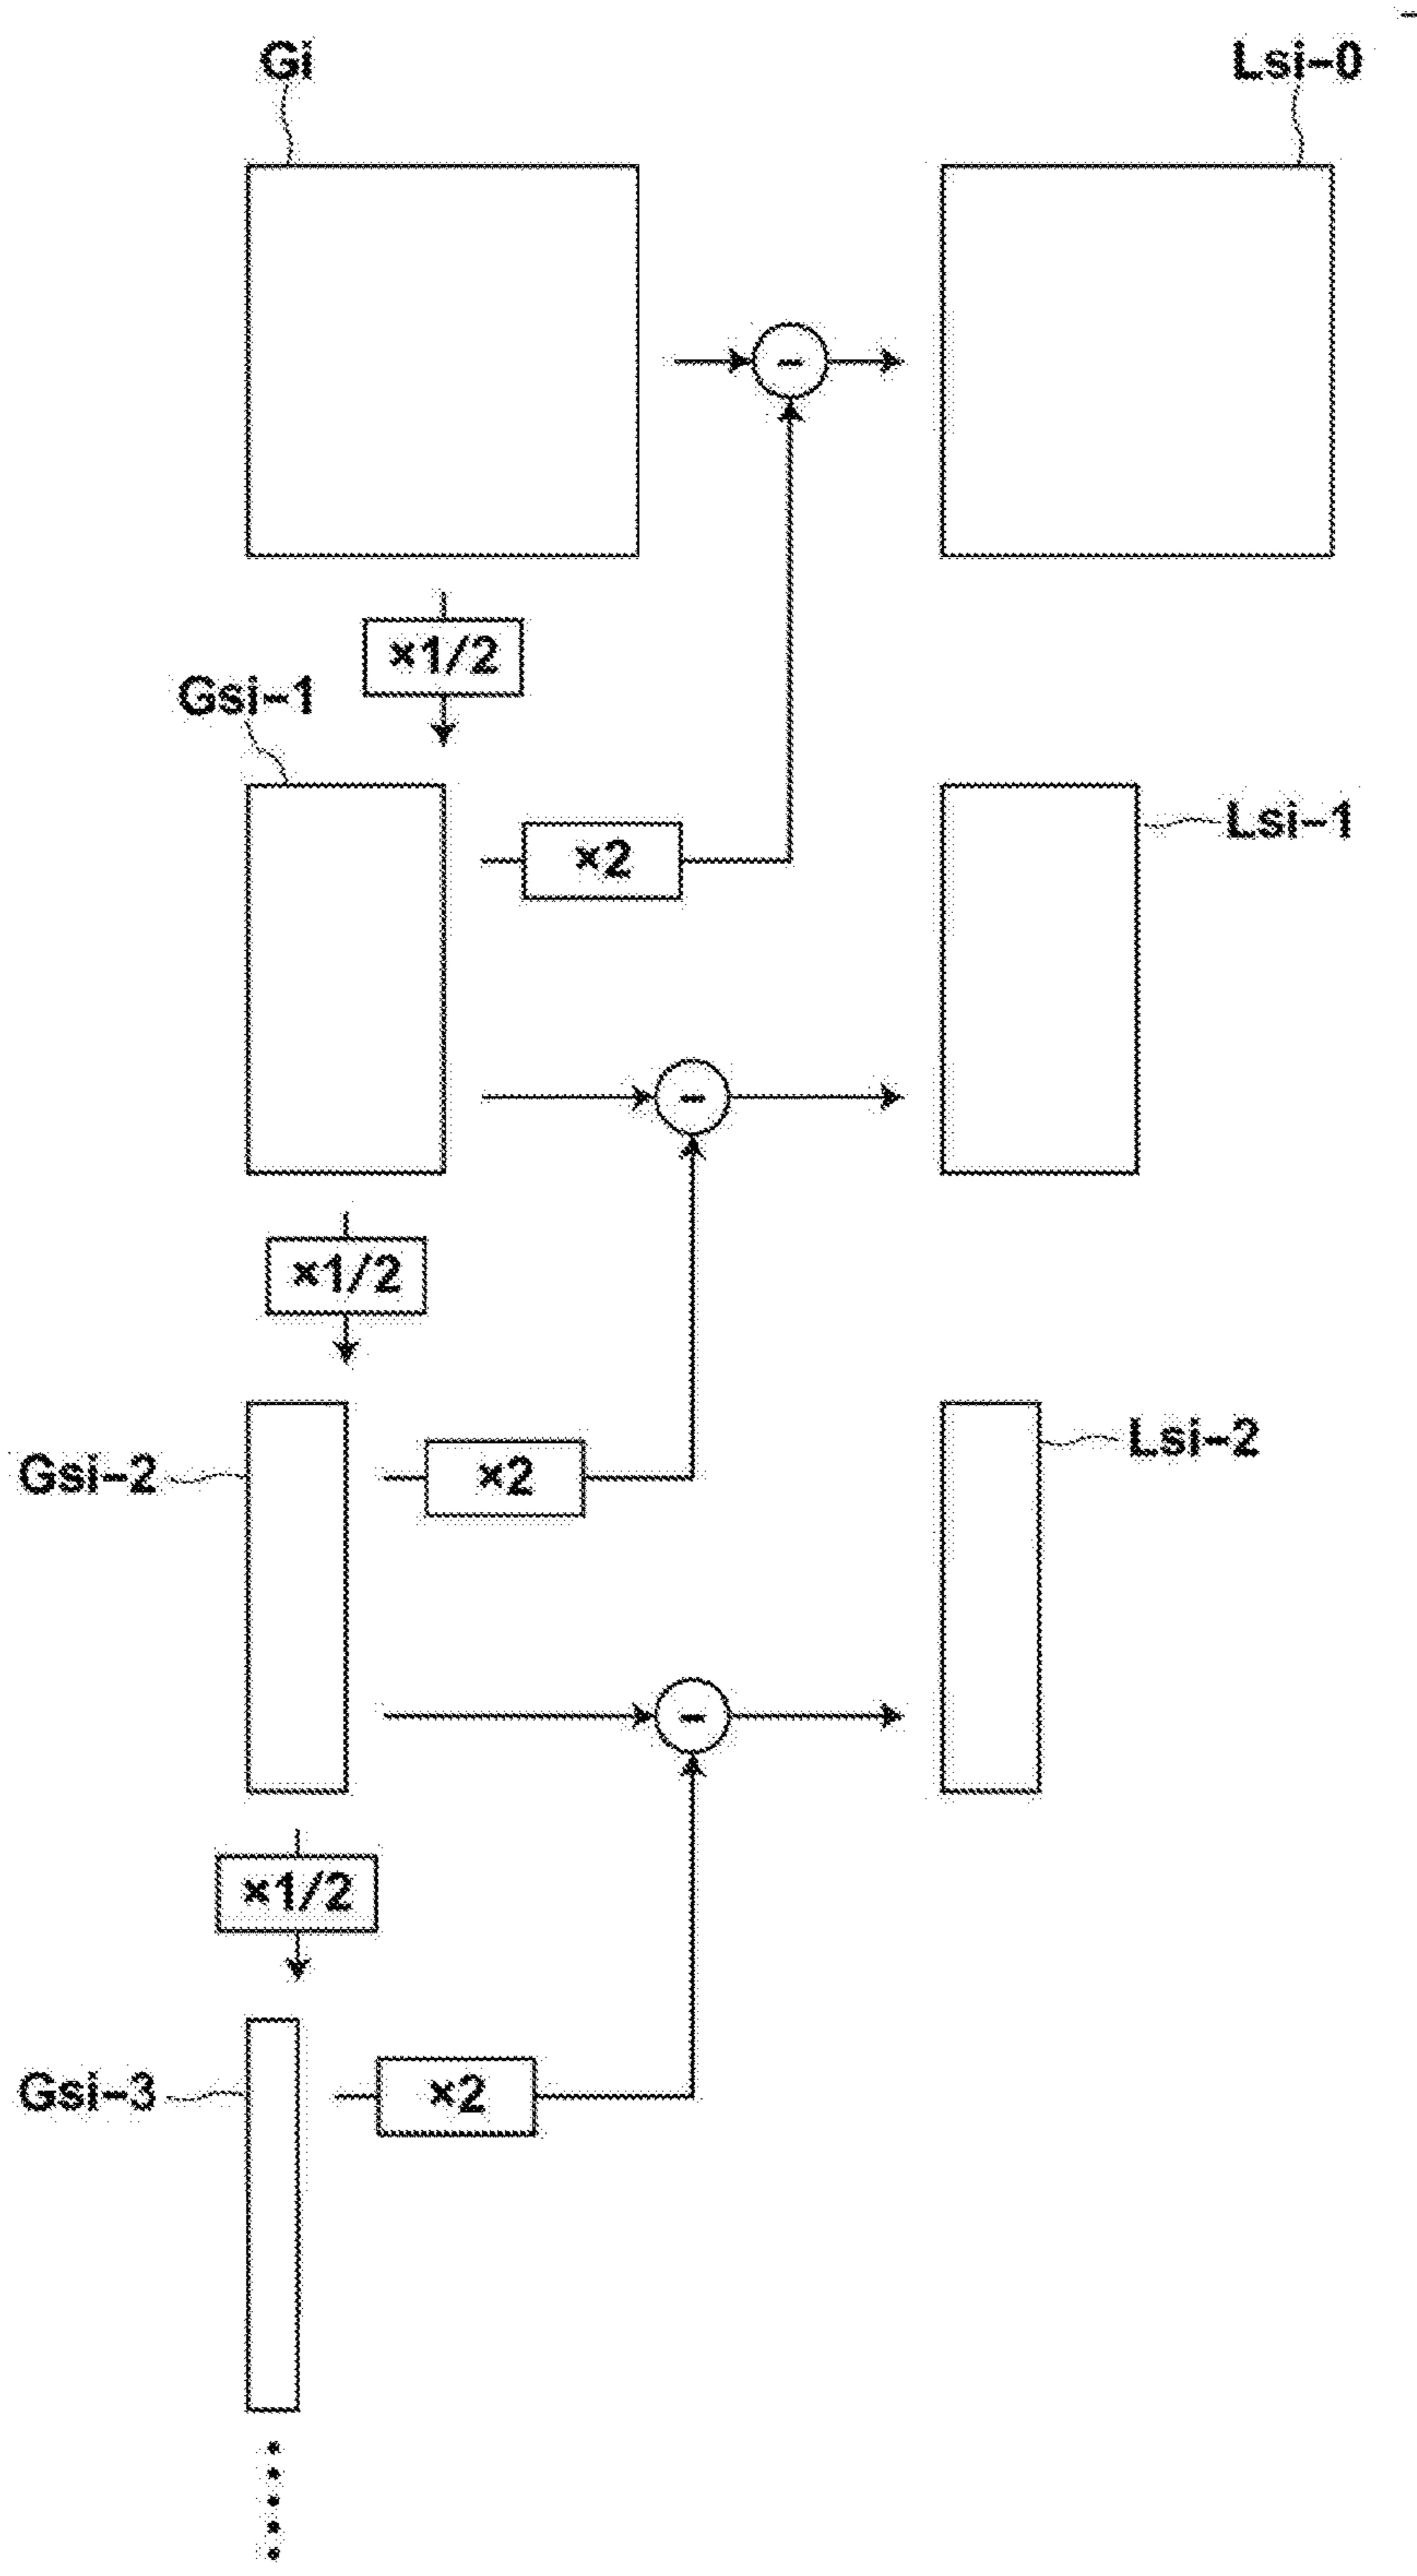 Gi Lsi-0
-
×1/2
Gsi-1
×2
Lsi-1
-
×1/2
Gsi-2
×2
Lsi-2
-
×1/2
Gsi-3
×2